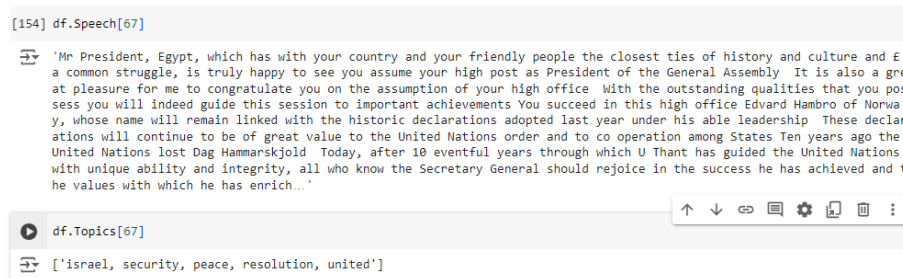 [154] df.Speech[67]
'Mr President, Egypt, which has with your country and your friendly people the closest ties of history and culture and £
a common struggle, is truly happy to see you assume your high post as President of the General Assembly It is also a gre
at pleasure for me to congratulate you on the assumption of your high office With the outstanding qualities that you pos
sess you will indeed guide this session to important achievements You succeed in this high office Edvard Hambro of Norwa
y, whose name will remain linked with the historic declarations adopted last year under his able leadership These declar
ations will continue to be of great value to the United Nations order and to co operation among States Ten years ago the
United Nations lost Dag Hammarskjold Today, after 10 eventful years through which U Thant has guided the United Nations
with unique ability and integrity, all who know the Secretary General should rejoice in the success he has achieved and t
he values with which he has enrich...'
df.Topics[67]
['israel, security, peace, resolution, united']